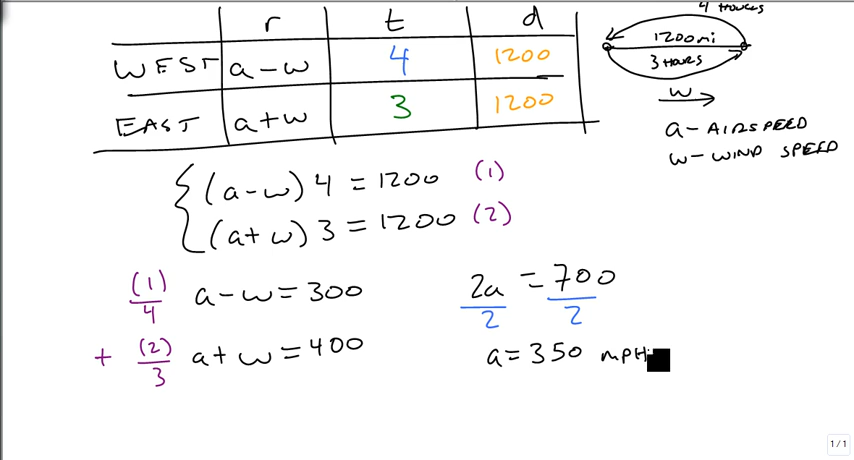 4 HOURS
r t d
1200mi
WEST a-w 4 1200
3 HOURS
EAST a+w 3 1200
w
a - AIRSPEED
w - WIND SPEED
(a-w) 4 = 1200 (1)
(a+w) 3 = 1200 (2)
(1)/4 a-w = 300
2a/2 = 700/2
+ (2)/3 a+w = 400
a = 350 MPH
1/1